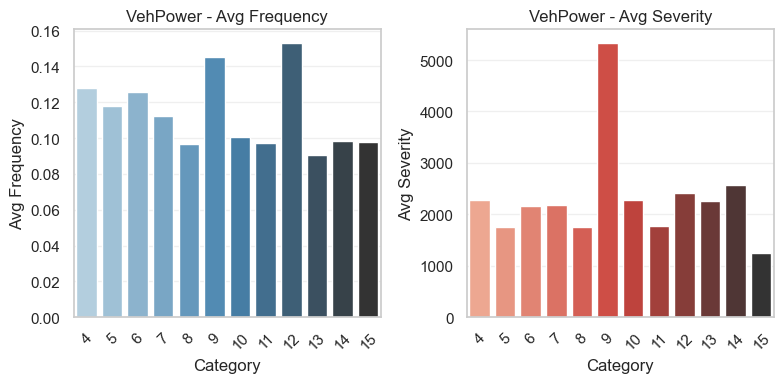 VehPower - Avg Frequency
Avg Frequency
0.16
0.14
0.12
0.10
0.08
0.06
0.04
0.02
0.00
4 5 6 7 8 9 10 11 12 13 14 15
Category
VehPower - Avg Severity
Avg Severity
5000
4000
3000
2000
1000
0
4 5 6 7 8 9 10 11 12 13 14 15
Category